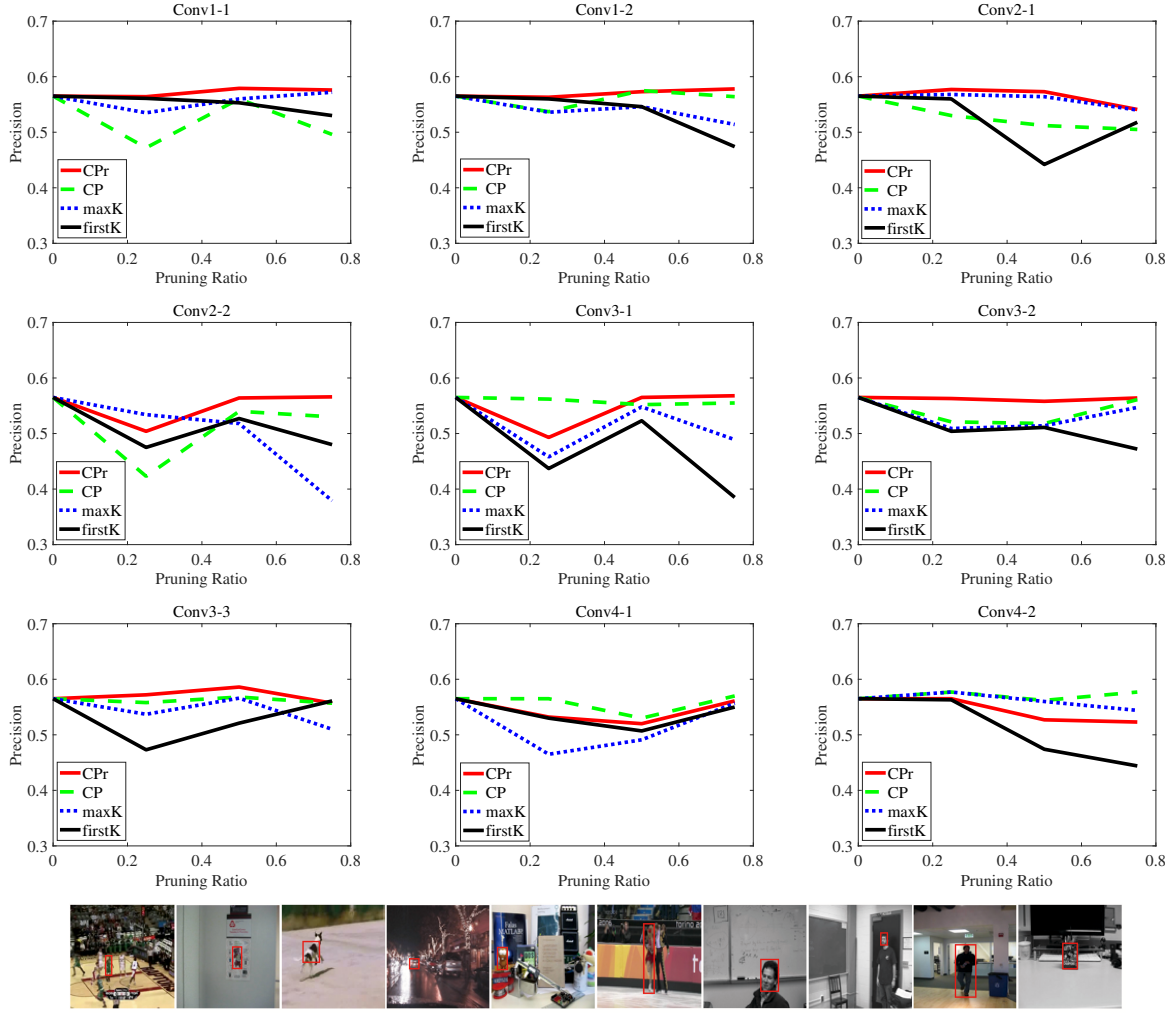 Conv1-1
0.7
0.6
0.5
0.4
0.3
Precision
CPr
CP
maxK
firstK
0 0.2 0.4 0.6 0.8
Pruning Ratio
Conv1-2
0.7
0.6
0.5
0.4
0.3
Precision
CPr
CP
maxK
firstK
0 0.2 0.4 0.6 0.8
Pruning Ratio
Conv2-1
0.7
0.6
0.5
0.4
0.3
Precision
CPr
CP
maxK
firstK
0 0.2 0.4 0.6 0.8
Pruning Ratio
Conv2-2
0.7
0.6
0.5
0.4
0.3
Precision
CPr
CP
maxK
firstK
0 0.2 0.4 0.6 0.8
Pruning Ratio
Conv3-1
0.7
0.6
0.5
0.4
0.3
Precision
CPr
CP
maxK
firstK
0 0.2 0.4 0.6 0.8
Pruning Ratio
Conv3-2
0.7
0.6
0.5
0.4
0.3
Precision
CPr
CP
maxK
firstK
0 0.2 0.4 0.6 0.8
Pruning Ratio
Conv3-3
0.7
0.6
0.5
0.4
0.3
Precision
CPr
CP
maxK
firstK
0 0.2 0.4 0.6 0.8
Pruning Ratio
Conv4-1
0.7
0.6
0.5
0.4
0.3
Precision
CPr
CP
maxK
firstK
0 0.2 0.4 0.6 0.8
Pruning Ratio
Conv4-2
0.7
0.6
0.5
0.4
0.3
Precision
CPr
CP
maxK
firstK
0 0.2 0.4 0.6 0.8
Pruning Ratio
MATLAB
torino